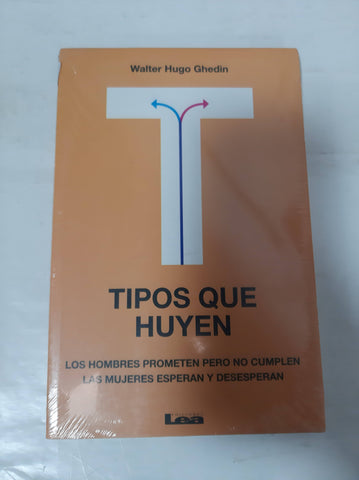 Walter Hugo Ghedin
T
TIPOS QUE
HUYEN
LOS HOMBRES PROMETEN PERO NO CUMPLEN
LAS MUJERES ESPERAN Y DESESPERAN
Lea